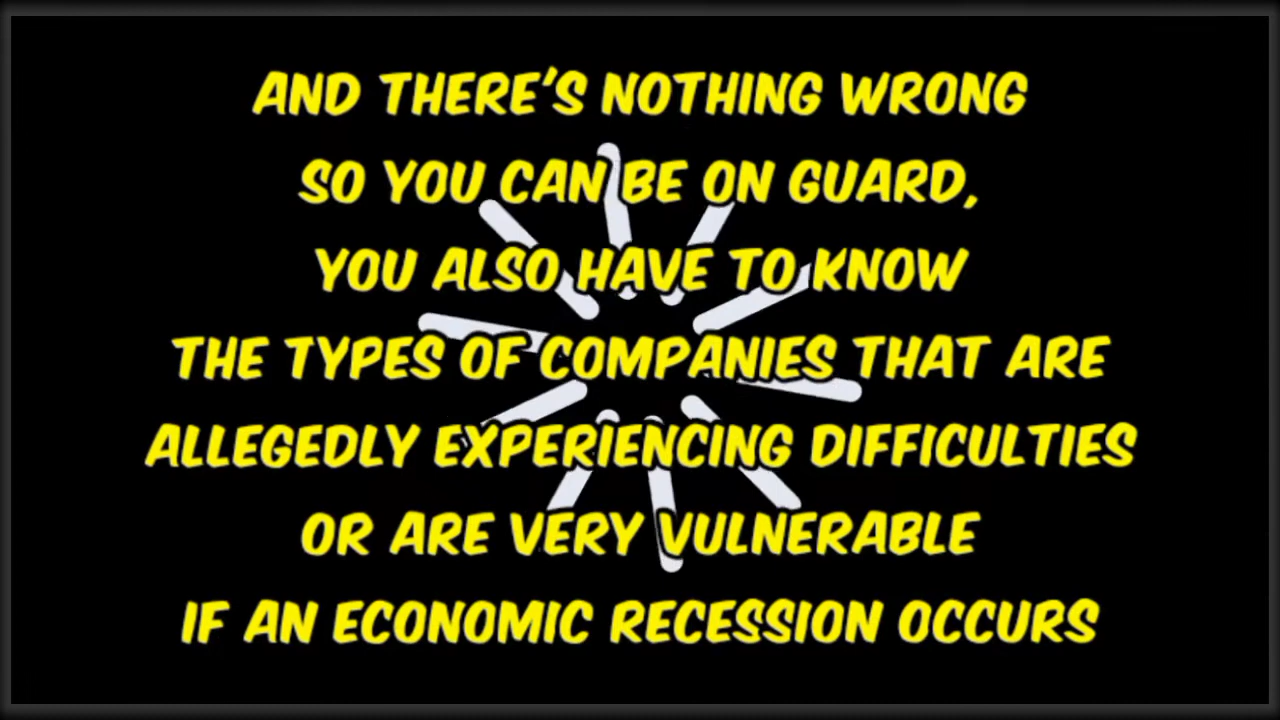 AND THERE'S NOTHING WRONG
SO YOU CAN BE ON GUARD,
YOU ALSO HAVE TO KNOW
THE TYPES OF COMPANIES THAT ARE
ALLEGEDLY EXPERIENCING DIFFICULTIES
OR ARE VERY VULNERABLE
IF AN ECONOMIC RECESSION OCCURS